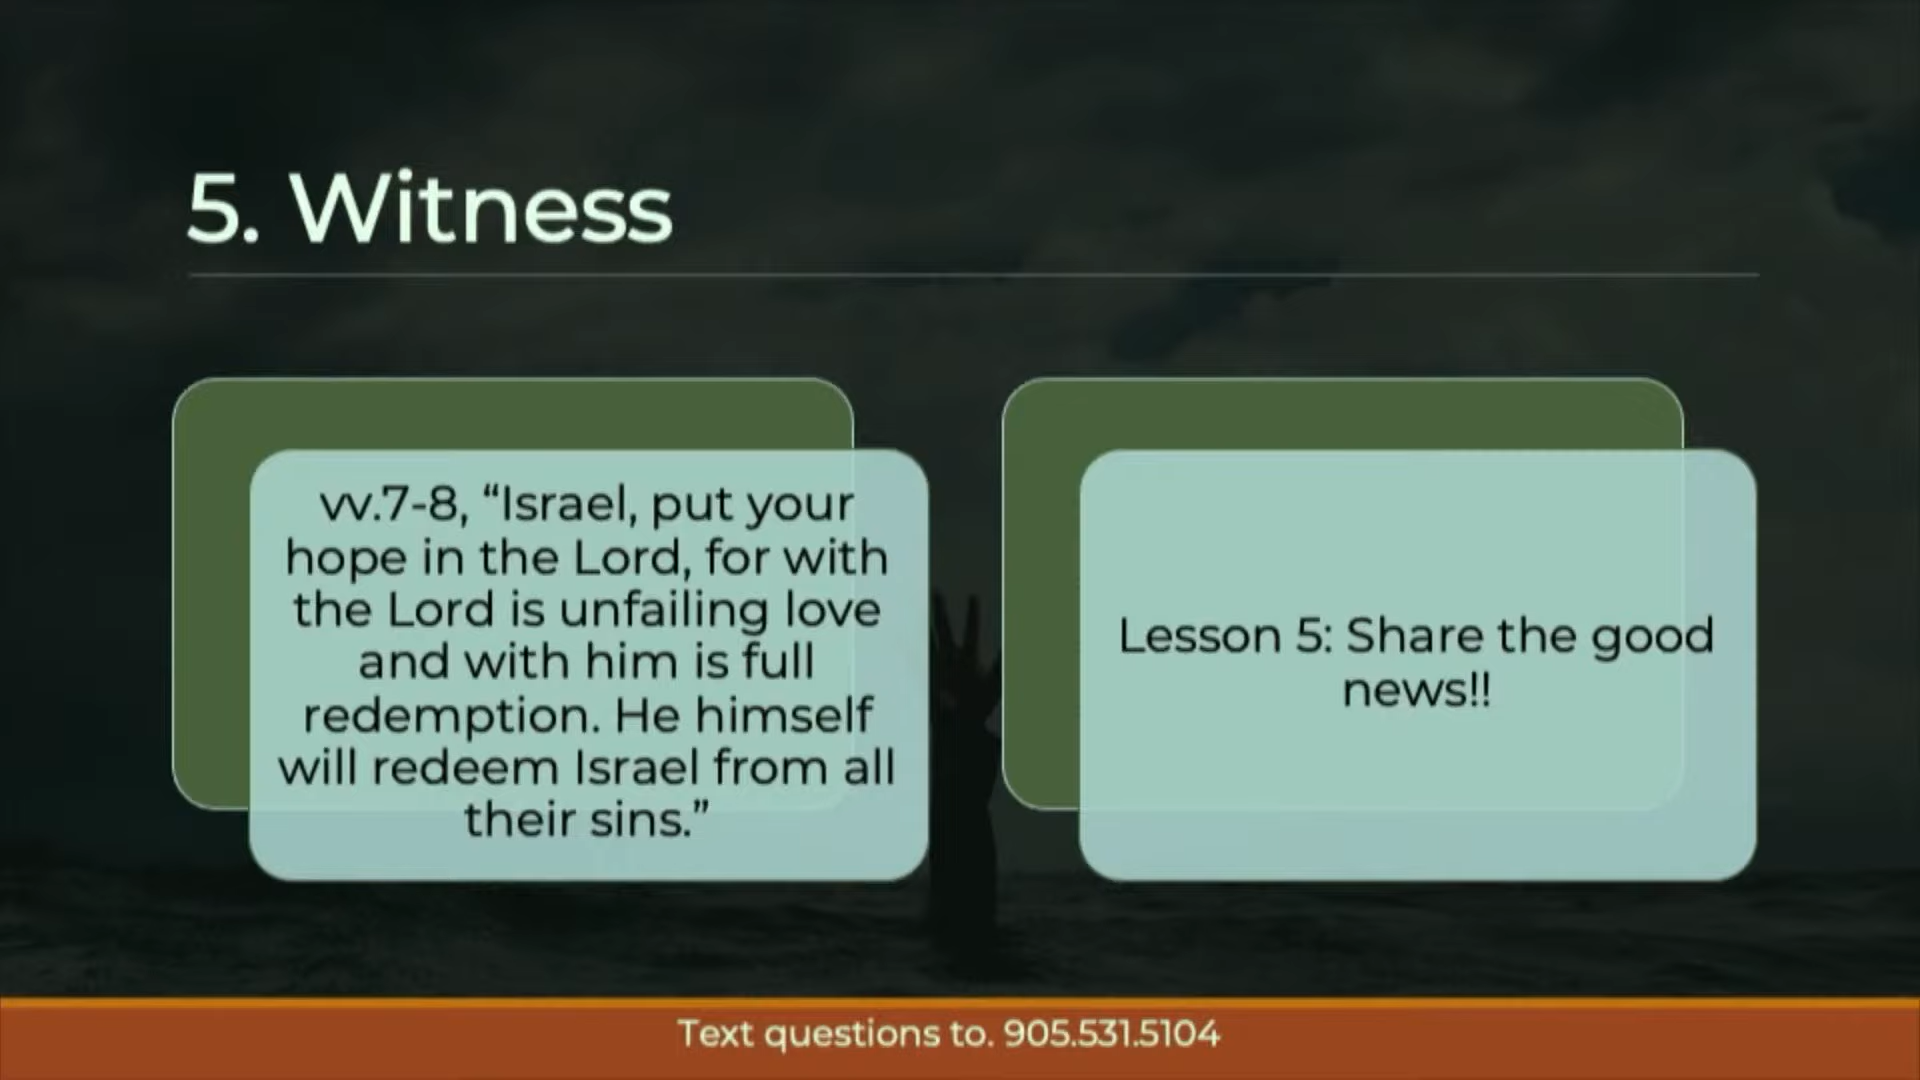 5. Witness
vv.7-8, “Israel, put your
hope in the Lord, for with
the Lord is unfailing love
and with him is full
redemption. He himself
will redeem Israel from all
their sins.”
Lesson 5: Share the good
news!!
Text questions to. 905.531.5104